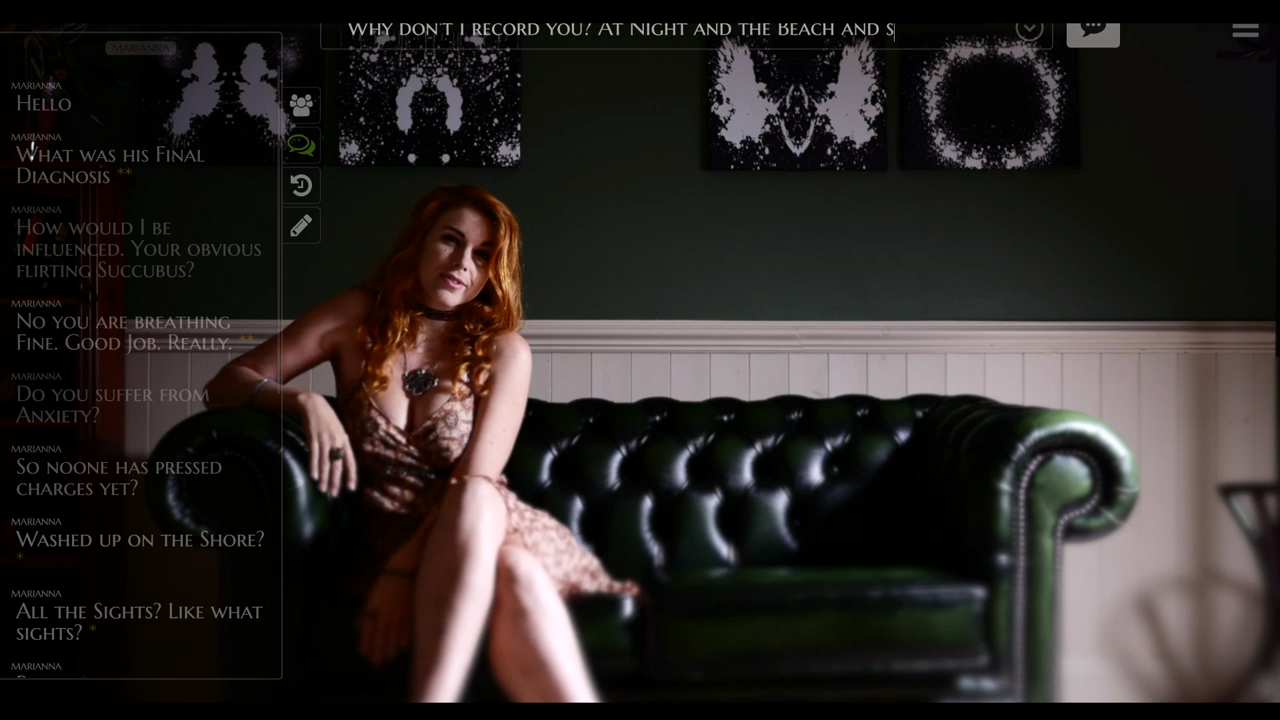 WHY DON'T I RECORD YOU? AT NIGHT AND THE BEACH AND S
MARIANNA
MARIANNA
HELLO
MARIANNA
WHAT WAS HIS FINAL
DIAGNOSIS **
MARIANNA
HOW WOULD I BE
INFLUENCED. YOUR OBVIOUS
FLIRTING SUCCUBUS?
MARIANNA
NO YOU ARE BREATHING
FINE. GOOD JOB. REALLY. **
MARIANNA
DO YOU SUFFER FROM
ANXIETY?
MARIANNA
SO NOONE HAS PRESSED
CHARGES YET?
MARIANNA
WASHED UP ON THE SHORE?
*
MARIANNA
ALL THE SIGHTS? LIKE WHAT
SIGHTS? *
MARIANNA